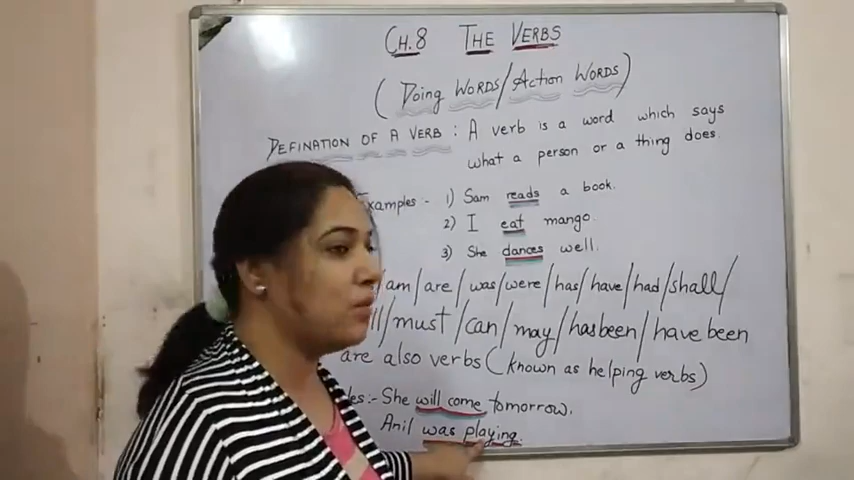 CH.8 THE VERBS
(Doing WORDS/Action WORDS)
DEFINATION OF A VERB : A verb is a word which says
what a person or a thing does.
Examples :- 1) Sam reads a book.
2) I eat mango.
3) She dances well.
/am/are/was/were/has/have/had/shall/
/must/can/may/hasbeen/have been
are also verbs (known as helping verbs)
:- She will come tomorrow.
Anil was playing.